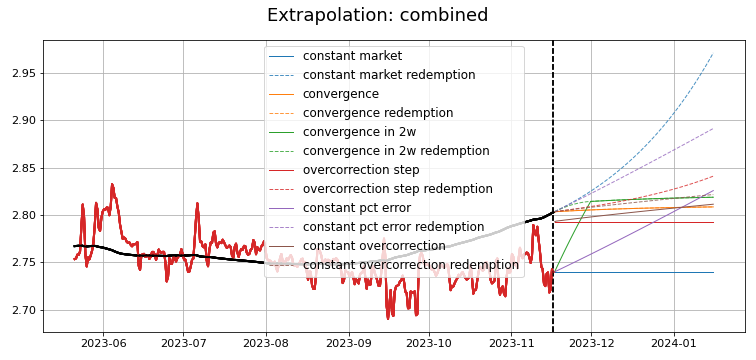 Extrapolation: combined
constant market
constant market redemption
convergence
convergence redemption
convergence in 2w
convergence in 2w redemption
overcorrection step
overcorrection step redemption
constant pct error
constant pct error redemption
constant overcorrection
constant overcorrection redemption
2.95
2.90
2.85
2.80
2.75
2.70
2023-06 2023-07 2023-08 2023-09 2023-10 2023-11 2023-12 2024-01